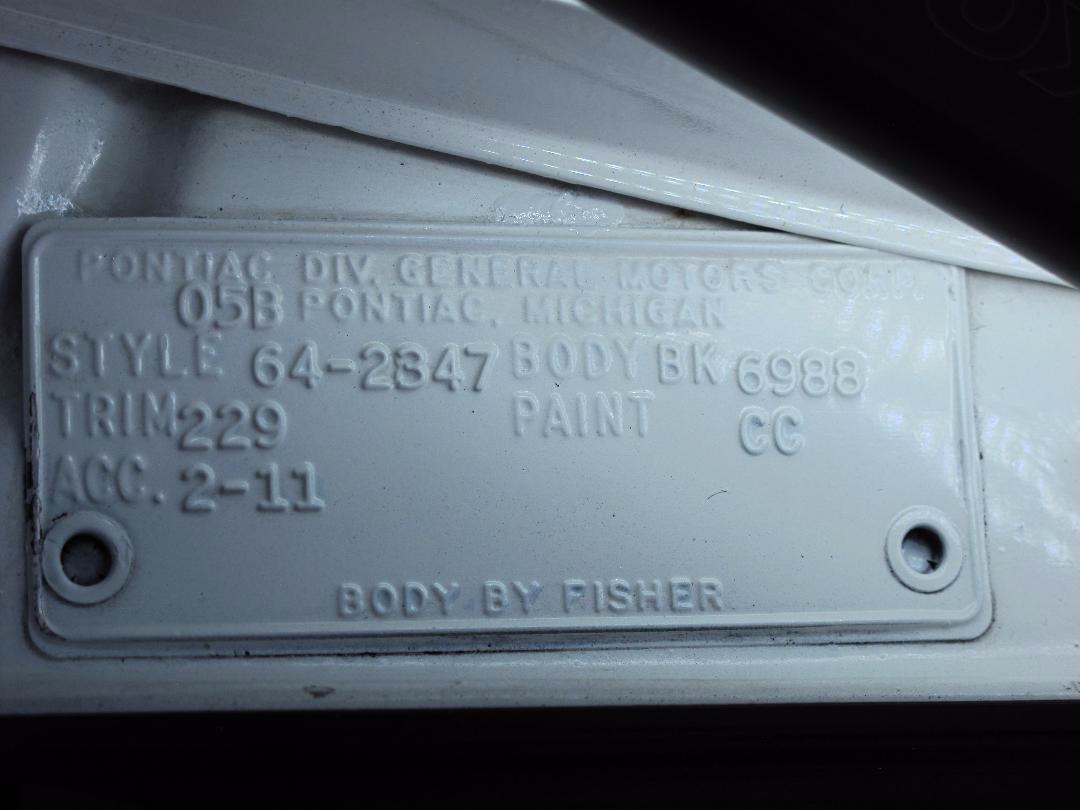 PONTIAC DIV. GENERAL MOTORS CORP.
05B PONTIAC, MICHIGAN
STYLE 64-2847 BODY BK 6988
TRIM 229 PAINT CC
ACC. 2-11
BODY BY FISHER